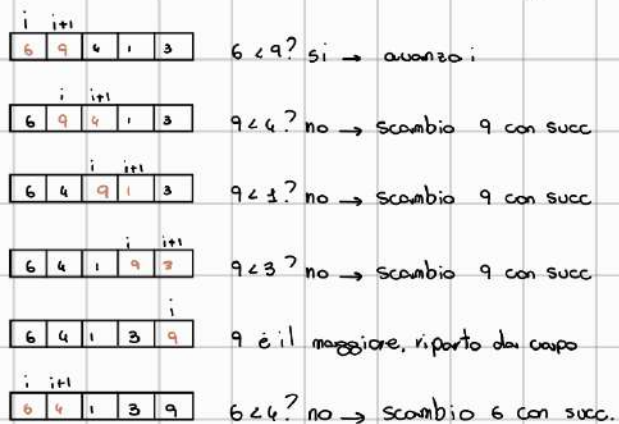 i i+1
6 9 4 1 3 6 < 9? si → avanzo i
i i+1
6 9 4 1 3 9 < 4? no → scambio 9 con succ
i i+1
6 4 9 1 3 9 < 1? no → scambio 9 con succ
i i+1
6 4 1 9 3 9 < 3? no → scambio 9 con succ
i
6 4 1 3 9 9 è il maggiore, riparto da capo
i i+1
6 4 1 3 9 6 < 4? no → scambio 6 con succ.